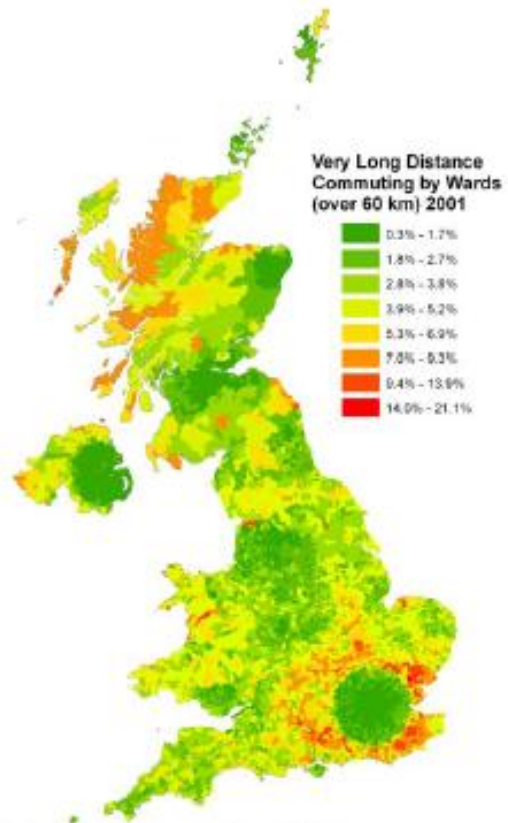 Very Long Distance
Commuting by Wards
(over 60 km) 2001
0.3% - 1.7%
1.8% - 2.7%
2.8% - 3.8%
3.9% - 5.2%
5.3% - 6.9%
7.0% - 9.3%
9.4% - 13.9%
14.0% - 21.1%